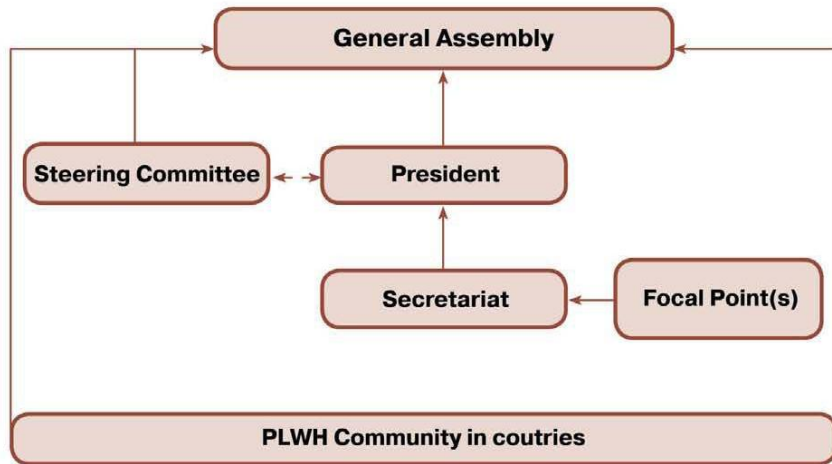 General Assembly
Steering Committee
President
Secretariat
Focal Point(s)
PLWH Community in coutries